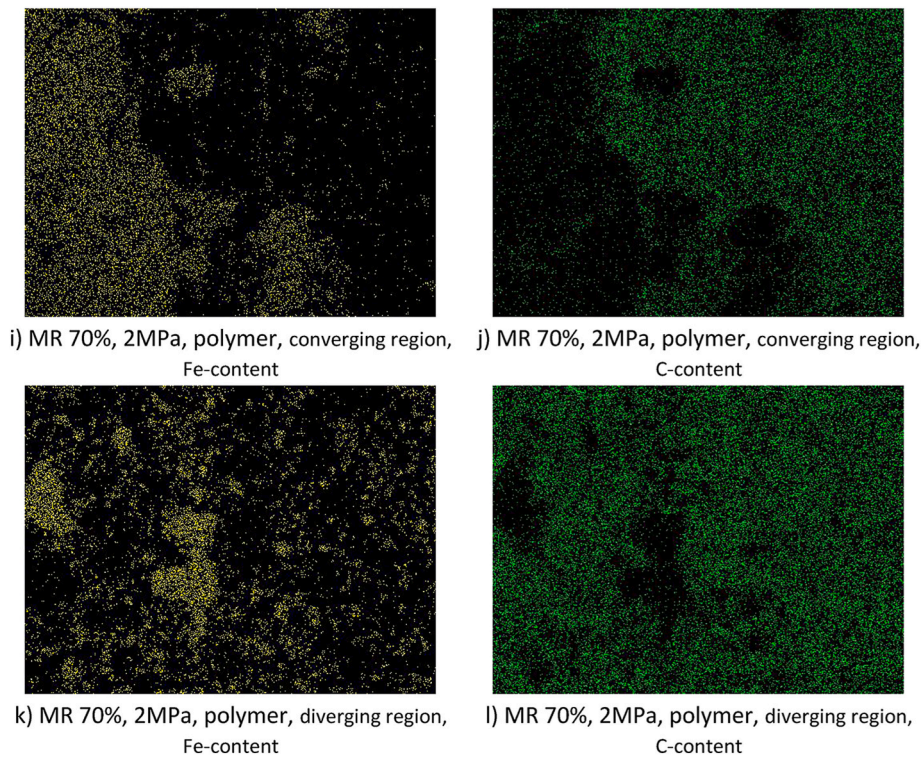 i) MR 70%, 2MPa, polymer, converging region,
Fe-content
j) MR 70%, 2MPa, polymer, converging region,
C-content
k) MR 70%, 2MPa, polymer, diverging region,
Fe-content
l) MR 70%, 2MPa, polymer, diverging region,
C-content